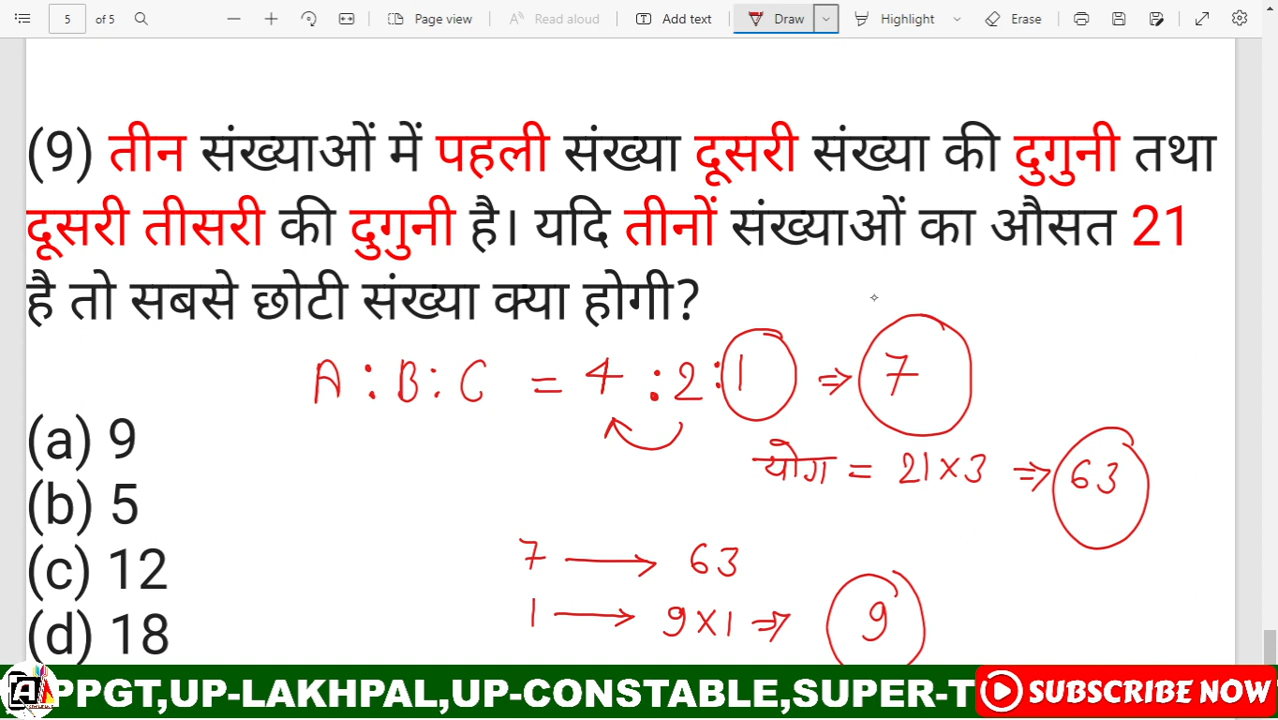 5 of 5 Page view Read aloud Add text Draw Highlight Erase
(9) तीन संख्याओं में पहली संख्या दूसरी संख्या की दुगुनी तथा
दूसरी तीसरी की दुगुनी है। यदि तीनों संख्याओं का औसत 21
है तो सबसे छोटी संख्या क्या होगी?
A : B : C = 4 : 2 : 1 ⇒ 7
(a) 9
योग = 21 × 3 ⇒ 63
(b) 5
7 → 63
(c) 12
1 → 9 × 1 ⇒ 9
(d) 18
PPGT,UP-LAKHPAL,UP-CONSTABLE,SUPER-T SUBSCRIBE NOW